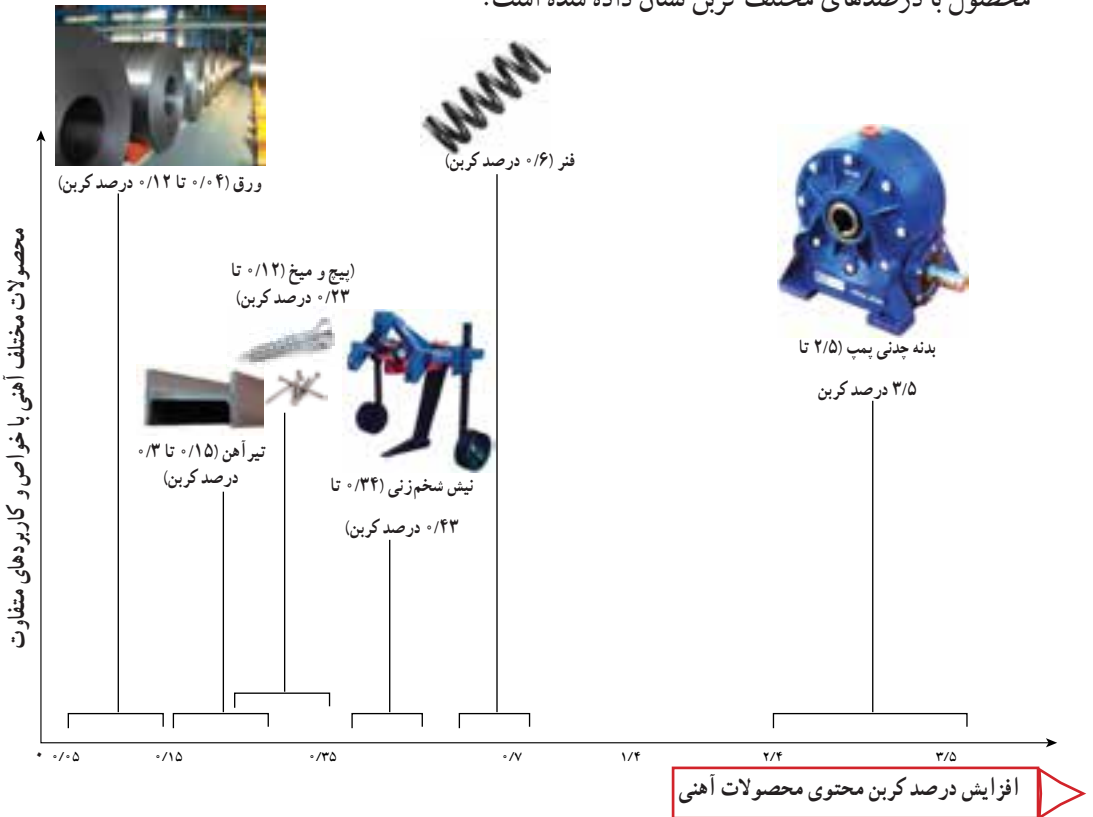 محصول با درصدهای مختلف کربن نشان داده شده است.
فنر (۰/۶ درصد کربن)
ورق (۰/۰۴ تا ۰/۱۲ درصد کربن)
(پیچ و میخ (۰/۱۲ تا
۰/۲۳ درصد کربن)
بدنه چدنی پمپ (۲/۵ تا
۳/۵ درصد کربن
تیرآهن (۰/۱۵ تا ۰/۳
درصد کربن)
نیش شخم‌زنی (۰/۳۴ تا
۰/۴۳ درصد کربن)
محصولات مختلف آهنی با خواص و کاربردهای متفاوت
۰ ۰/۰۵ ۰/۱۵ ۰/۳۵ ۰/۷ ۱/۴ ۲/۴ ۳/۵
افزایش درصد کربن محتوی محصولات آهنی